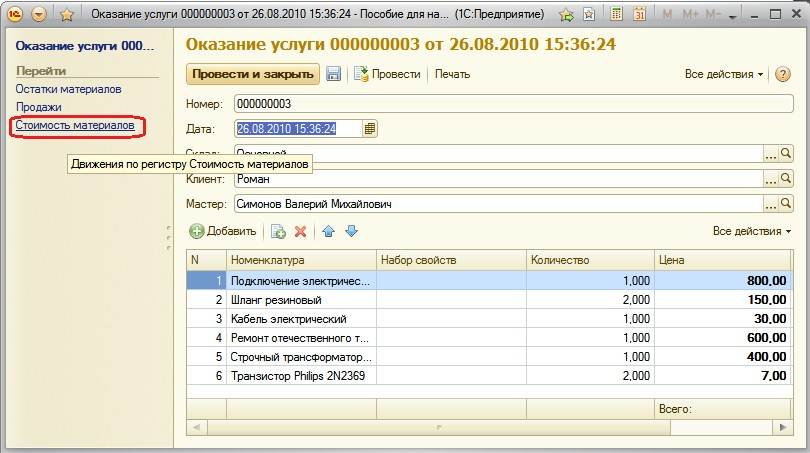 Оказание услуги 000000003 от 26.08.2010 15:36:24 - Пособие для на... (1С:Предприятие)
M M+ M-
Оказание услуги 000...
Перейти
Остатки материалов
Продажи
Стоимость материалов
Движения по регистру Стоимость материалов
Оказание услуги 000000003 от 26.08.2010 15:36:24
Провести и закрыть Провести Печать Все действия
Номер: 000000003
Дата: 26.08.2010 15:36:24
Клиент: Роман ...
Мастер: Симонов Валерий Михайлович ...
Добавить Все действия
N Номенклатура Набор свойств Количество Цена
1 Подключение электричес... 1,000 800,00
2 Шланг резиновый 2,000 150,00
3 Кабель электрический 1,000 30,00
4 Ремонт отечественного т... 1,000 600,00
5 Строчный трансформатор... 1,000 400,00
6 Транзистор Philips 2N2369 2,000 7,00
Всего: